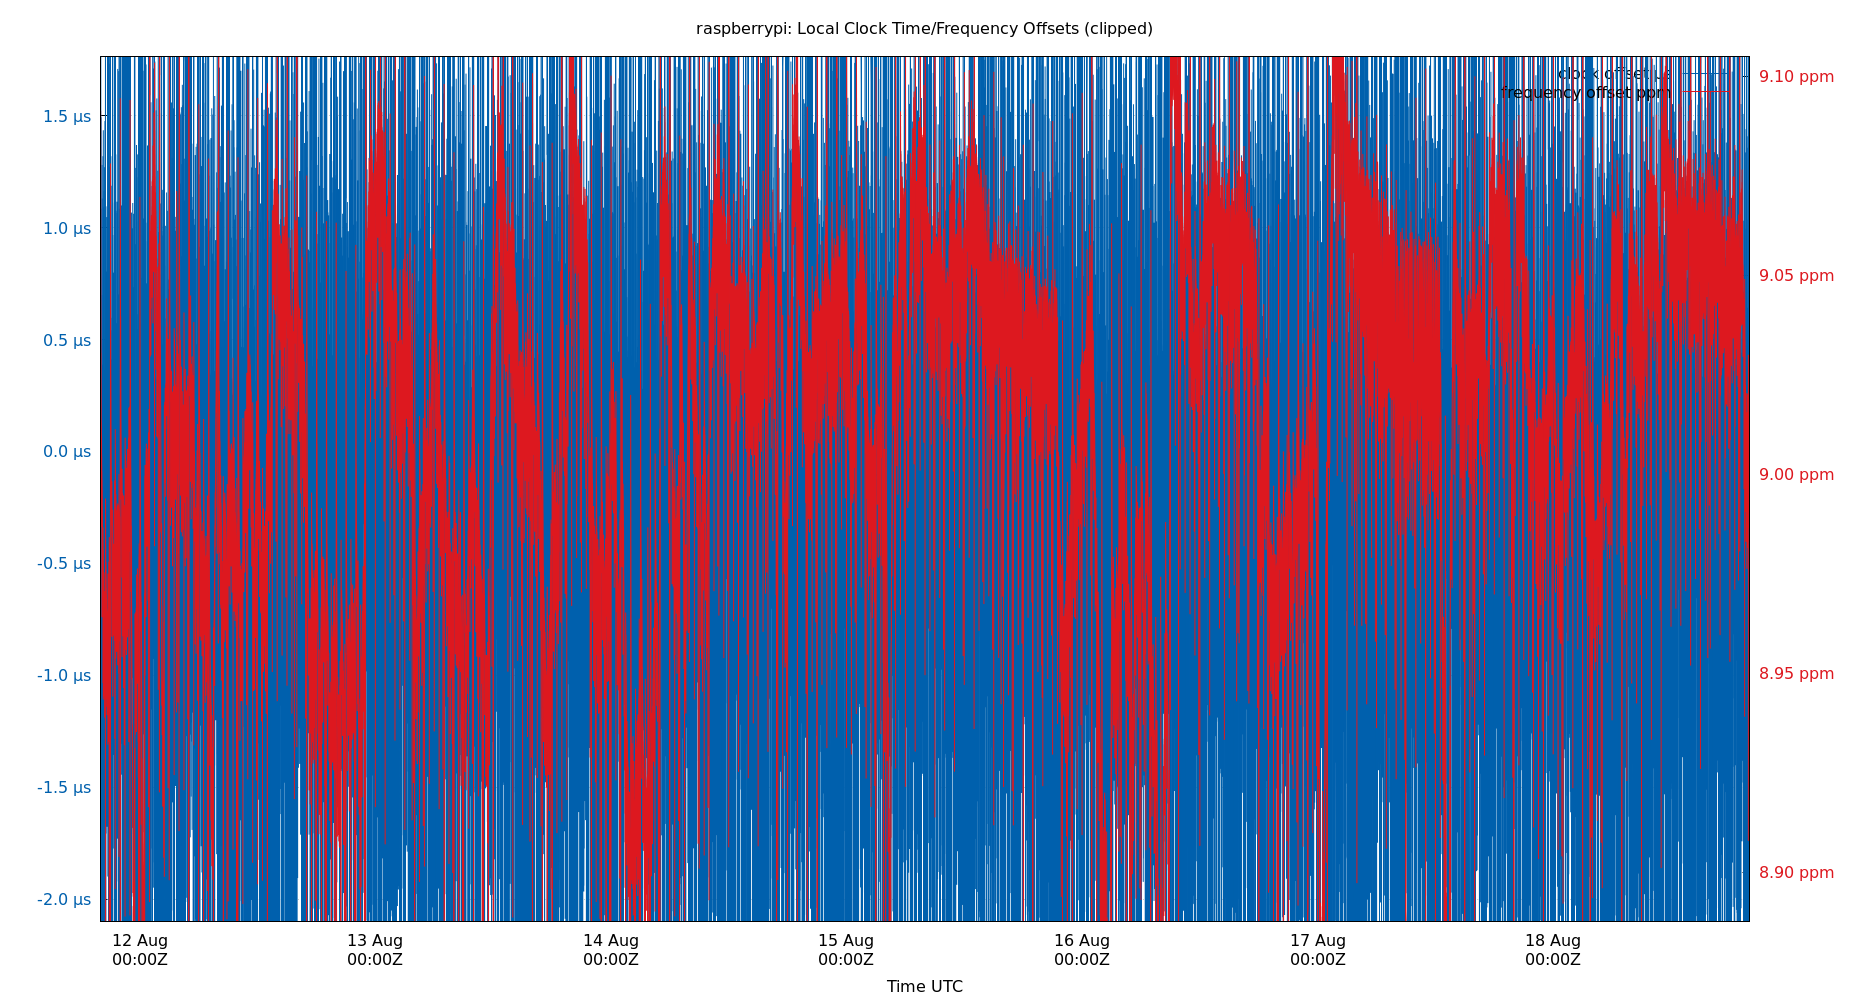 raspberrypi: Local Clock Time/Frequency Offsets (clipped)
clock offset µs
frequency offset ppm
1.5 µs
1.0 µs
0.5 µs
0.0 µs
-0.5 µs
-1.0 µs
-1.5 µs
-2.0 µs
9.10 ppm
9.05 ppm
9.00 ppm
8.95 ppm
8.90 ppm
12 Aug
00:00Z
13 Aug
00:00Z
14 Aug
00:00Z
15 Aug
00:00Z
16 Aug
00:00Z
17 Aug
00:00Z
18 Aug
00:00Z
Time UTC